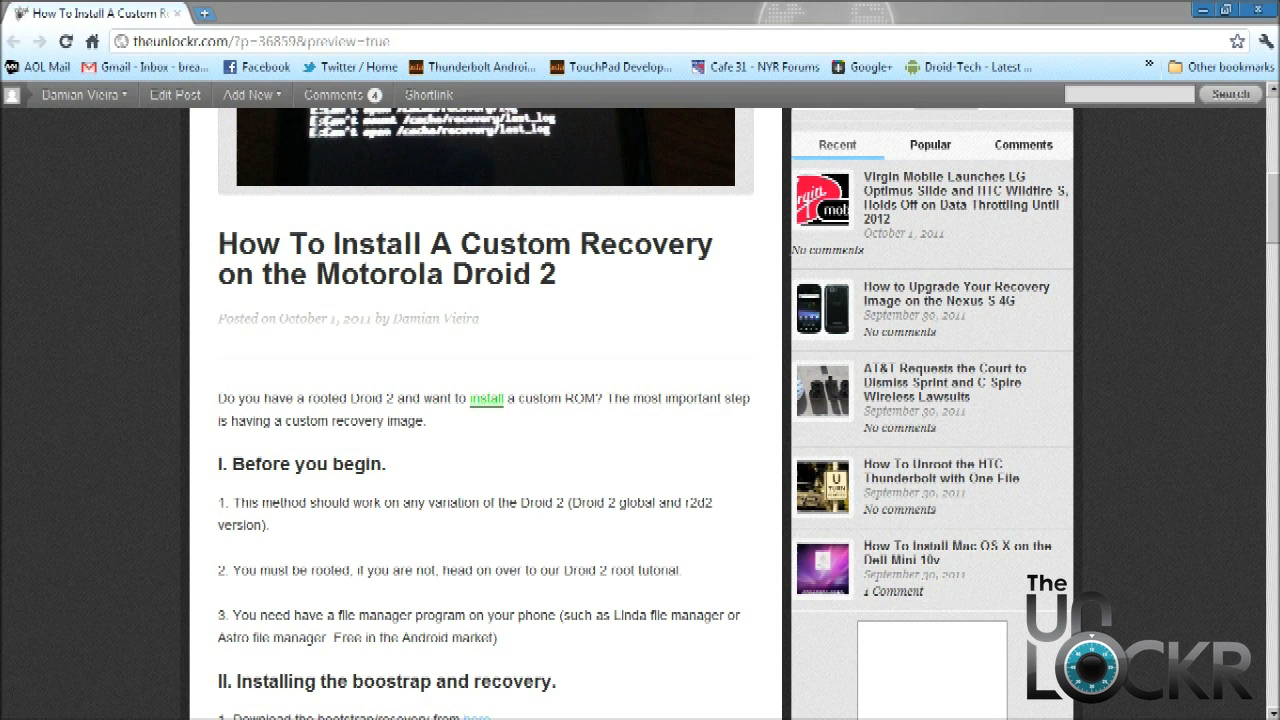 How To Install A Custom Re
theunlockr.com/?p=36859&preview=true
AOL Mail
Gmail - Inbox - brea...
Facebook
Twitter / Home
Thunderbolt Androi...
TouchPad Develop...
Cafe 31 - NYR Forums
Google+
Droid-Tech - Latest ...
»
Other bookmarks
Damian Vieira
Edit Post
Add New
Comments 4
Shortlink
Search
E:Can't mount /cache/recovery/last_log
E:Can't open /cache/recovery/last_log
How To Install A Custom Recovery
on the Motorola Droid 2
Posted on October 1, 2011 by Damian Vieira
Do you have a rooted Droid 2 and want to install a custom ROM? The most important step
is having a custom recovery image.
I. Before you begin.
1. This method should work on any variation of the Droid 2 (Droid 2 global and r2d2
version).
2. You must be rooted, if you are not, head on over to our Droid 2 root tutorial.
3. You need have a file manager program on your phone (such as Linda file manager or
Astro file manager. Free in the Android market)
II. Installing the boostrap and recovery.
1. Download the bootstrap/recovery from here
Recent
Popular
Comments
Virgin Mobile Launches LG
Optimus Slide and HTC Wildfire S,
Holds Off on Data Throttling Until
2012
October 1, 2011
No comments
How to Upgrade Your Recovery
Image on the Nexus S 4G
September 30, 2011
No comments
AT&T Requests the Court to
Dismiss Sprint and C Spire
Wireless Lawsuits
September 30, 2011
No comments
How To Unroot the HTC
Thunderbolt with One File
September 30, 2011
No comments
U
TURN
How To Install Mac OS X on the
Dell Mini 10v
September 30, 2011
1 Comment
The
UN
LOCKR